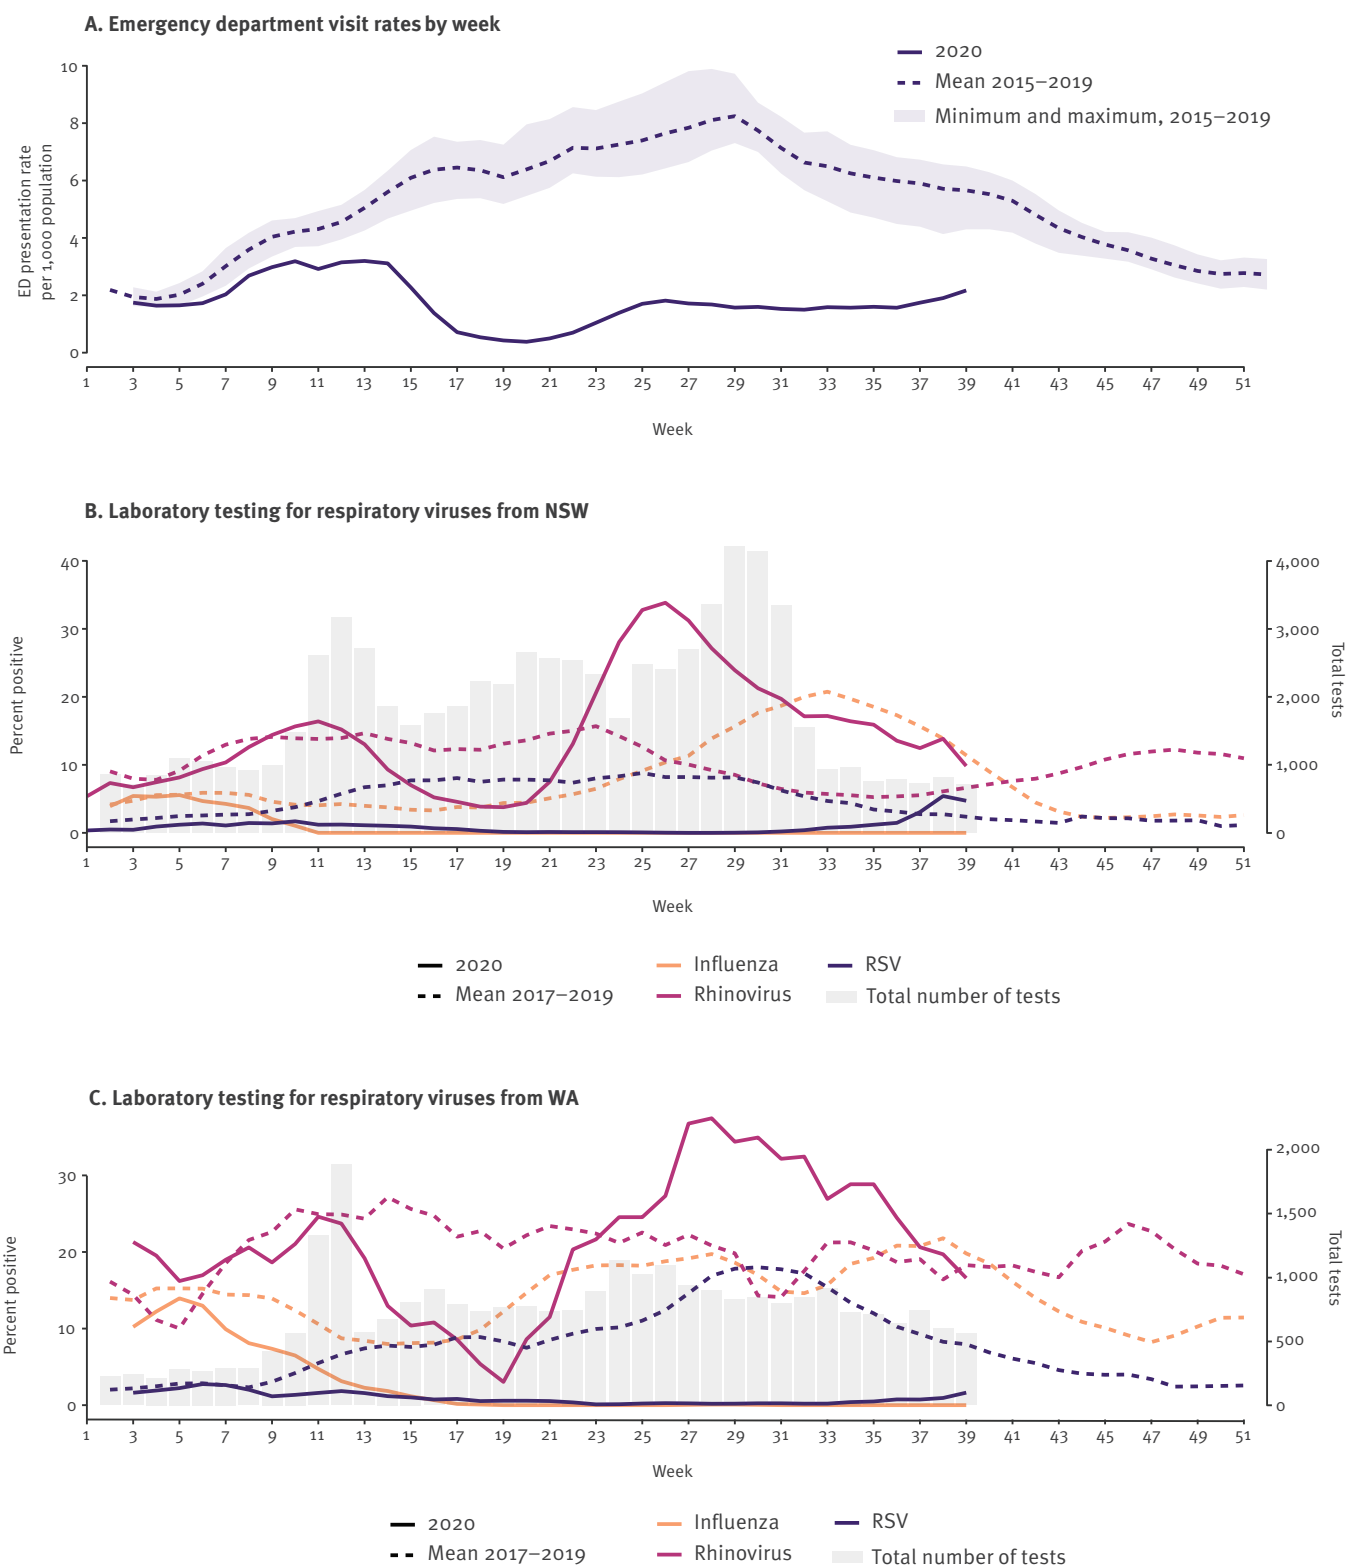 A. Emergency department visit rates by week
2020
Mean 2015–2019
Minimum and maximum, 2015–2019
ED presentation rate
per 1,000 population
10
8
6
4
2
0
1 3 5 7 9 11 13 15 17 19 21 23 25 27 29 31 33 35 37 39 41 43 45 47 49 51
Week
B. Laboratory testing for respiratory viruses from NSW
Percent positive
40
30
20
10
0
4,000
3,000
2,000
1,000
0
Total tests
1 3 5 7 9 11 13 15 17 19 21 23 25 27 29 31 33 35 37 39 41 43 45 47 49 51
Week
2020 Influenza RSV
Mean 2017–2019 Rhinovirus Total number of tests
C. Laboratory testing for respiratory viruses from WA
Percent positive
30
20
10
0
2,000
1,500
1,000
500
0
Total tests
1 3 5 7 9 11 13 15 17 19 21 23 25 27 29 31 33 35 37 39 41 43 45 47 49 51
Week
2020 Influenza RSV
Mean 2017–2019 Rhinovirus Total number of tests